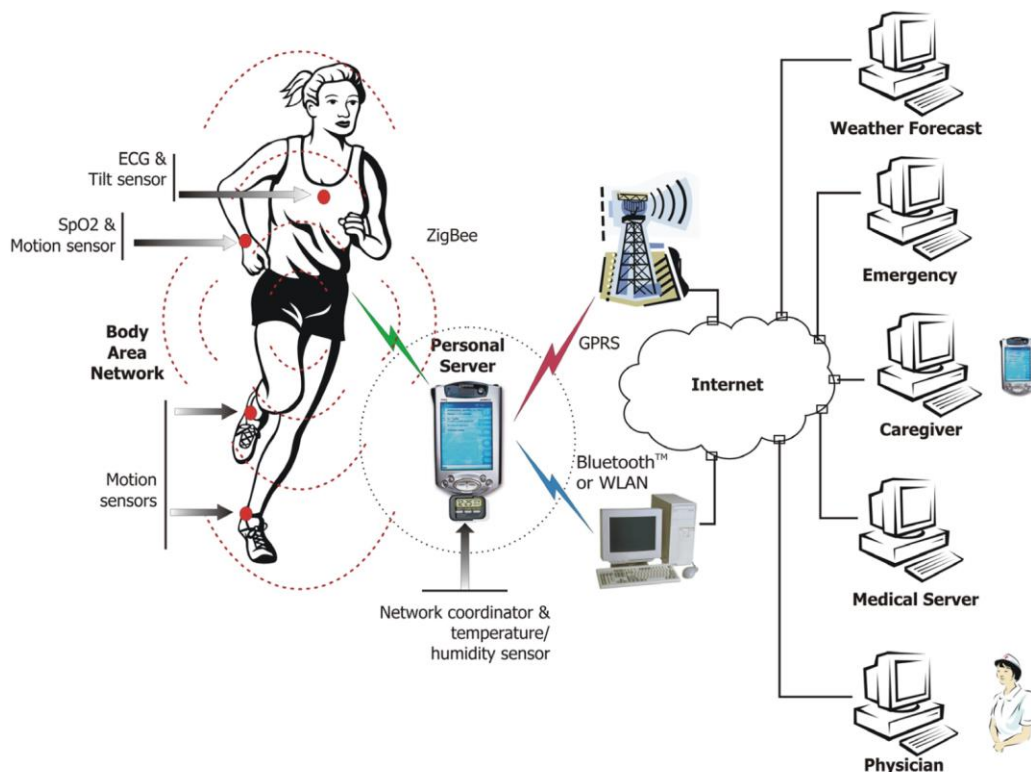 ECG &
Tilt sensor
SpO2 &
Motion sensor
Body
Area
Network
Motion
sensors
ZigBee
Personal
Server
Network coordinator &
temperature/
humidity sensor
GPRS
Bluetooth™
or WLAN
Internet
Weather Forecast
Emergency
Caregiver
Medical Server
Physician